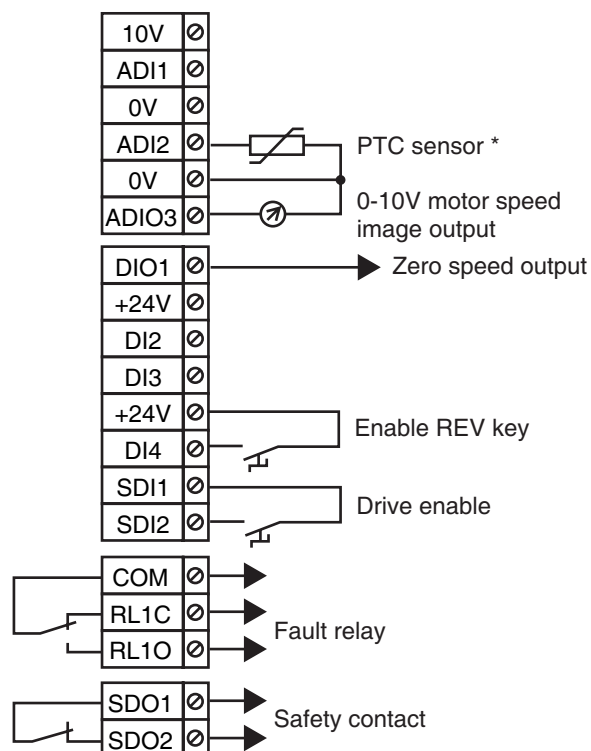 10V
ADI1
0V
ADI2
PTC sensor *
0V
ADIO3
0-10V motor speed
image output
DIO1
Zero speed output
+24V
DI2
DI3
+24V
Enable REV key
DI4
SDI1
Drive enable
SDI2
COM
RL1C
Fault relay
RL1O
SDO1
Safety contact
SDO2